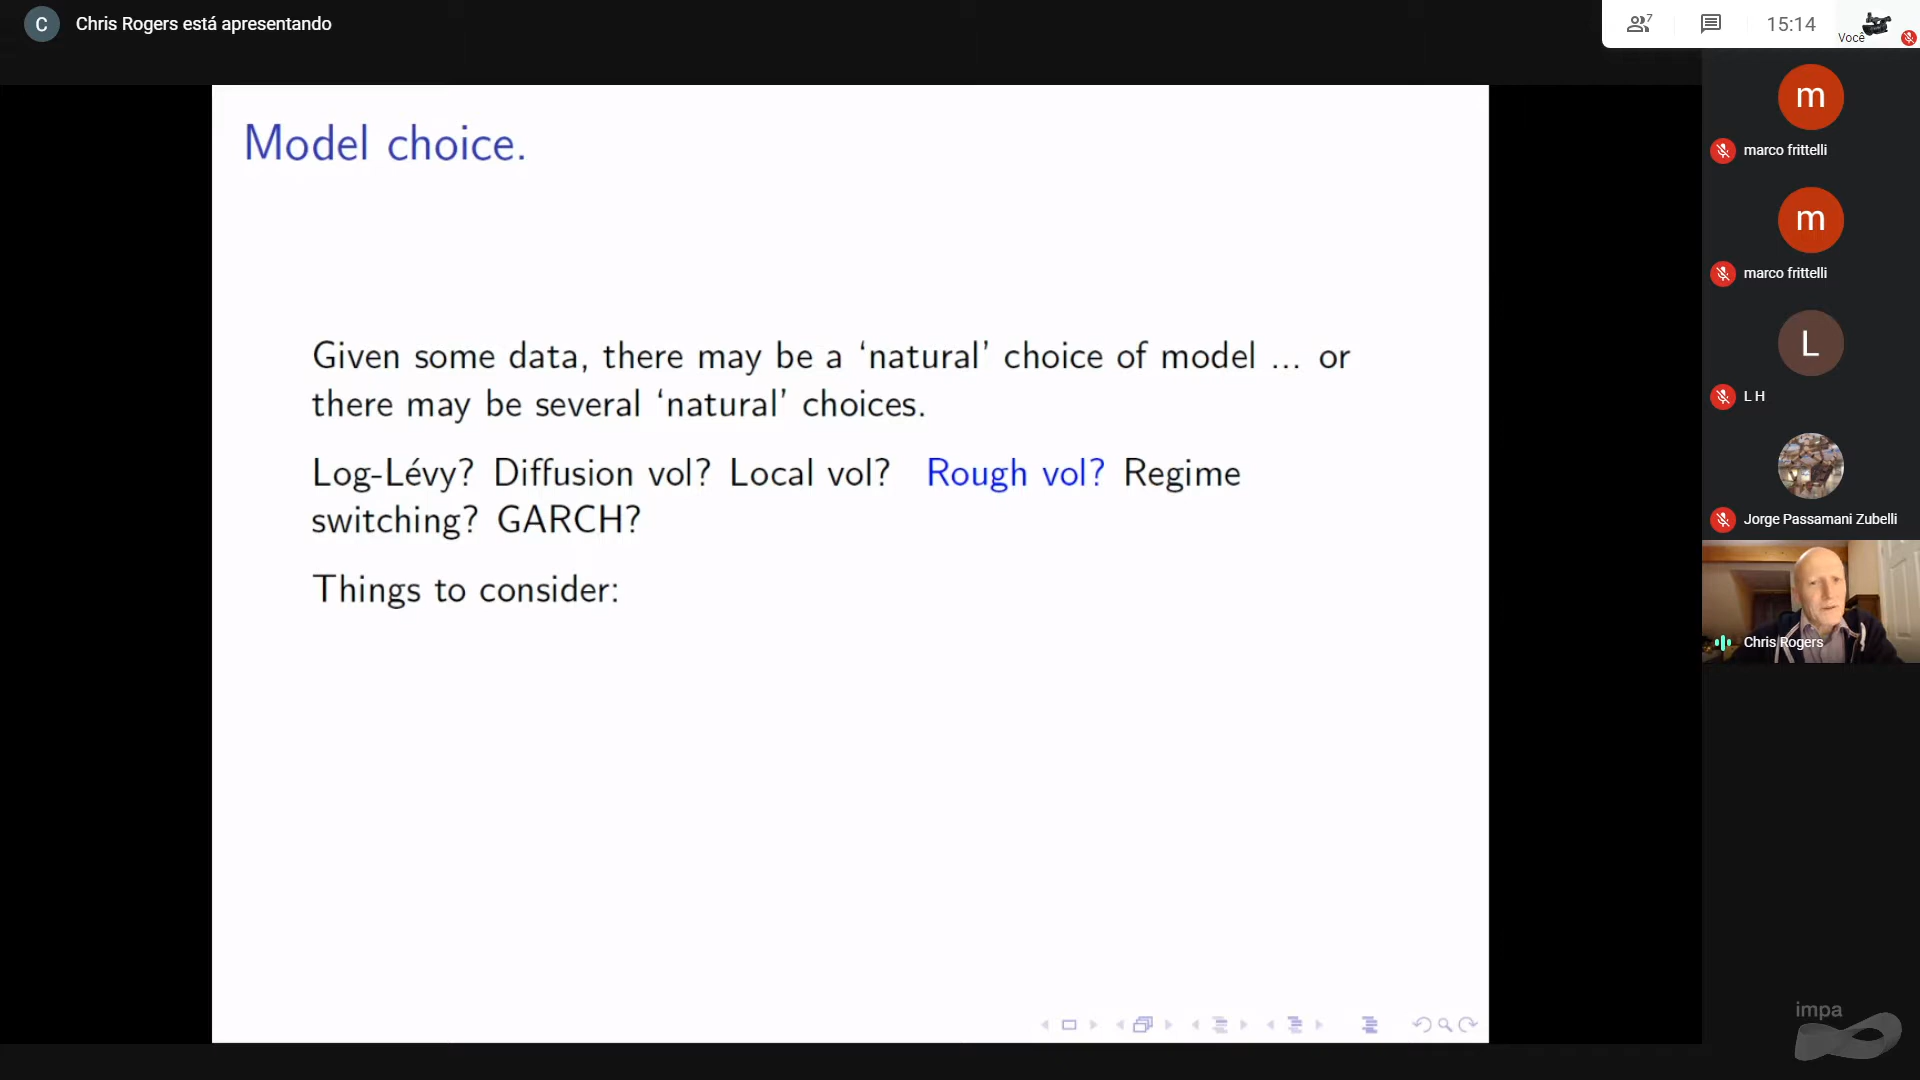 C
Chris Rogers está apresentando
7
15:14
Você
Model choice.
Given some data, there may be a ‘natural’ choice of model ... or
there may be several ‘natural’ choices.
Log-Lévy? Diffusion vol? Local vol? Rough vol? Regime
switching? GARCH?
Things to consider:
m
marco frittelli
m
marco frittelli
L
L H
Jorge Passamani Zubelli
Chris Rogers
impa